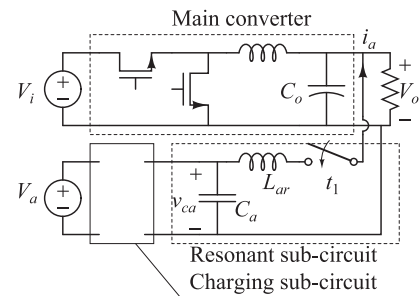 Main converter
i_a
V_i
C_o
+
V_o
−
V_a
+
v_ca
−
C_a
L_ar
t_1
Resonant sub-circuit
Charging sub-circuit